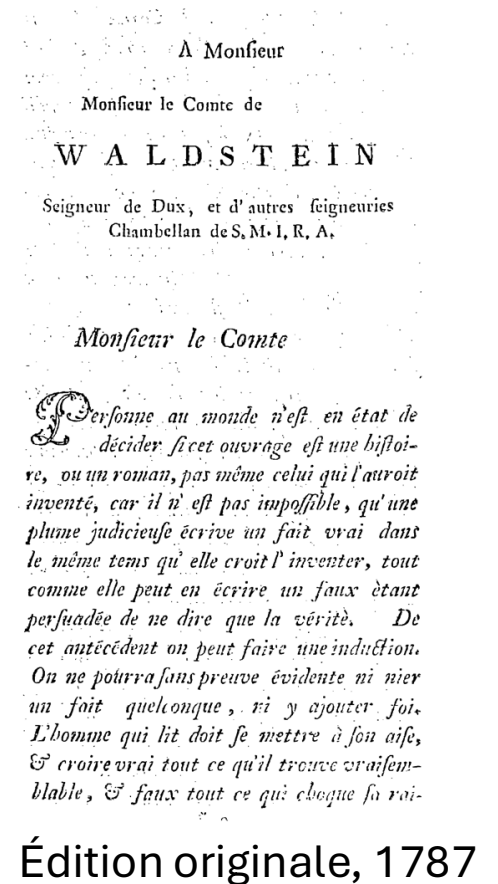 A Monſieur
Monſieur le Comte de
WALDSTEIN
Seigneur de Dux, et d'autres ſeigneuries
Chambellan de S. M. I. R. A.
Monſieur le Comte
Perſonne au monde n'eſt en état de
décider ſi cet ouvrage eſt une hiſtoi-
re, ou un roman, pas même celui qui l'auroit
inventé, car il n'eſt pas impoſſible, qu'une
plume judicieuſe écrive un fait vrai dans
le même tems qu'elle croit l'inventer, tout
comme elle peut en écrire un faux ètant
perſuadée de ne dire que la véritè. De
cet antécédent on peut faire une induction.
On ne pourra ſans preuve évidente ni nier
un fait quelconque, ni y ajouter foi.
L'homme qui lit doit ſe mettre à ſon aiſe,
& croire vrai tout ce qu'il trouve vraiſem-
blable, & faux tout ce qui choque ſa rai-
Édition originale, 1787